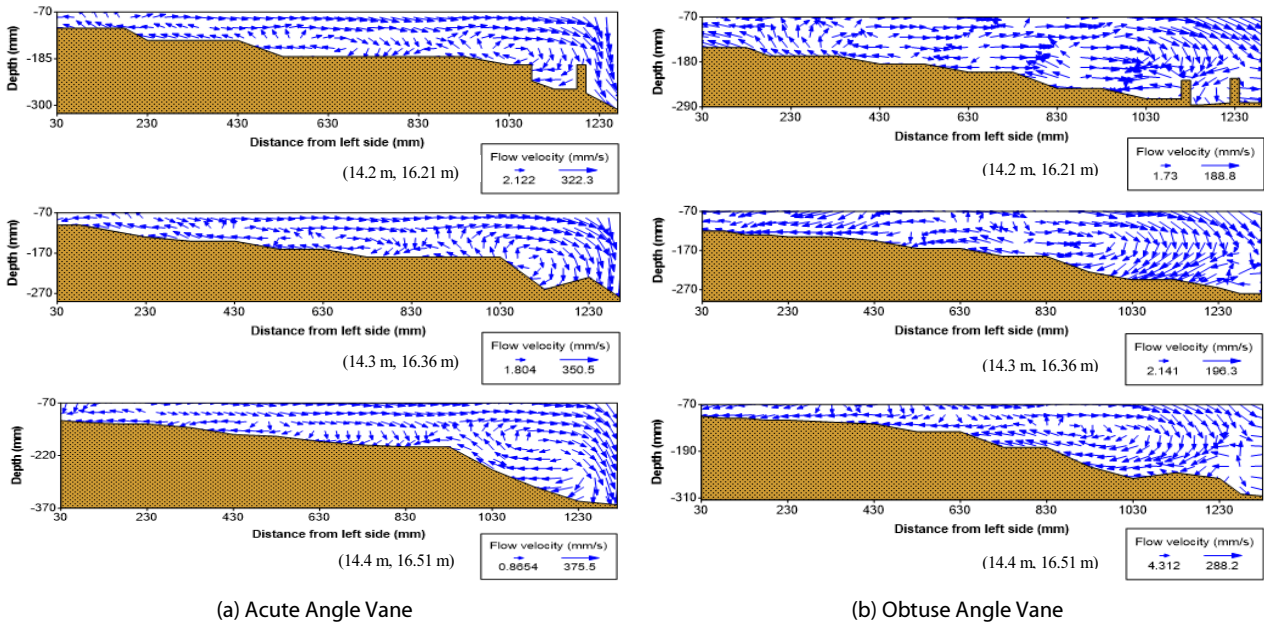 -70
-185
-300
Depth (mm)
30 230 430 630 830 1030 1230
Distance from left side (mm)
(14.2 m, 16.21 m)
Flow velocity (mm/s)
2.122 322.3
-70
-170
-270
Depth (mm)
30 230 430 630 830 1030 1230
Distance from left side (mm)
(14.3 m, 16.36 m)
Flow velocity (mm/s)
1.804 350.5
-70
-220
-370
Depth (mm)
30 230 430 630 830 1030 1230
Distance from left side (mm)
(14.4 m, 16.51 m)
Flow velocity (mm/s)
0.8654 375.5
(a) Acute Angle Vane
-70
-180
-290
Depth (mm)
30 230 430 630 830 1030 1230
Distance from left side (mm)
(14.2 m, 16.21 m)
Flow velocity (mm/s)
1.73 188.8
-70
-170
-270
Depth (mm)
30 230 430 630 830 1030 1230
Distance from left side (mm)
(14.3 m, 16.36 m)
Flow velocity (mm/s)
2.141 196.3
-70
-190
-310
Depth (mm)
30 230 430 630 830 1030 1230
Distance from left side (mm)
(14.4 m, 16.51 m)
Flow velocity (mm/s)
4.312 288.2
(b) Obtuse Angle Vane